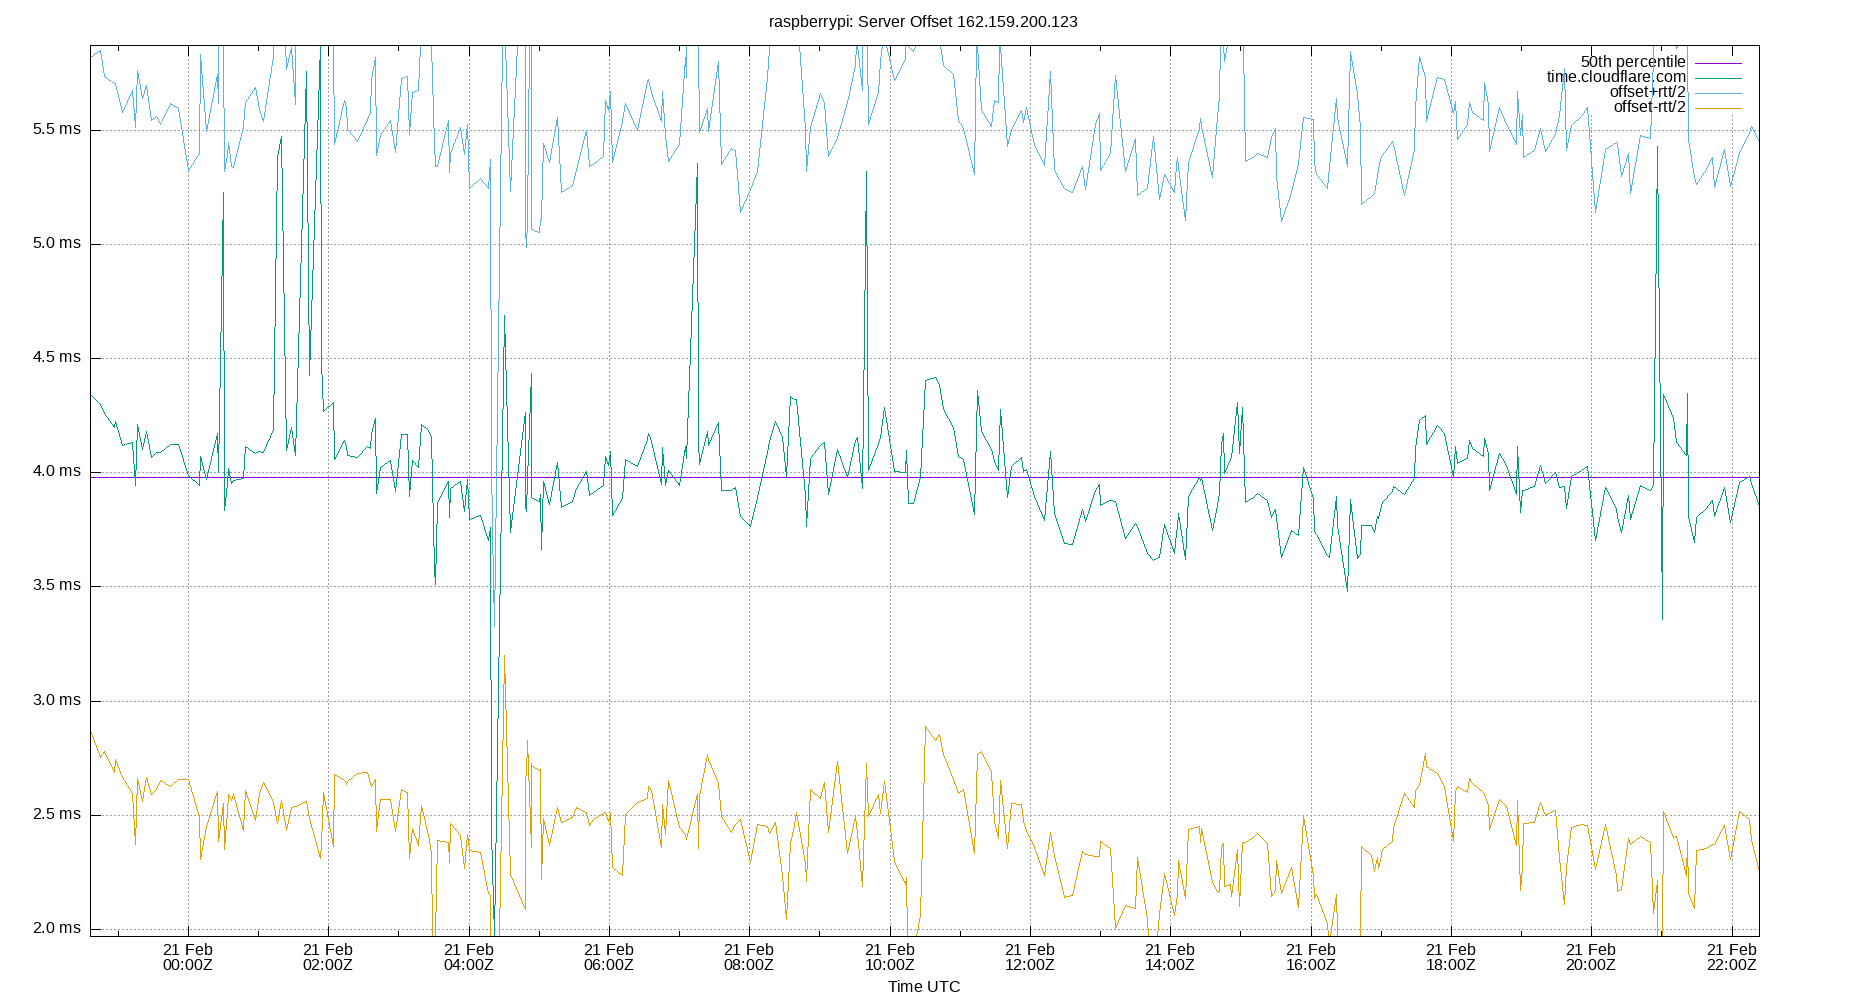 raspberrypi: Server Offset 162.159.200.123
50th percentile
time.cloudflare.com
offset+rtt/2
offset-rtt/2
5.5 ms
5.0 ms
4.5 ms
4.0 ms
3.5 ms
3.0 ms
2.5 ms
2.0 ms
21 Feb 21 Feb 21 Feb 21 Feb 21 Feb 21 Feb 21 Feb 21 Feb 21 Feb 21 Feb 21 Feb 21 Feb
00:00Z 02:00Z 04:00Z 06:00Z 08:00Z 10:00Z 12:00Z 14:00Z 16:00Z 18:00Z 20:00Z 22:00Z
Time UTC